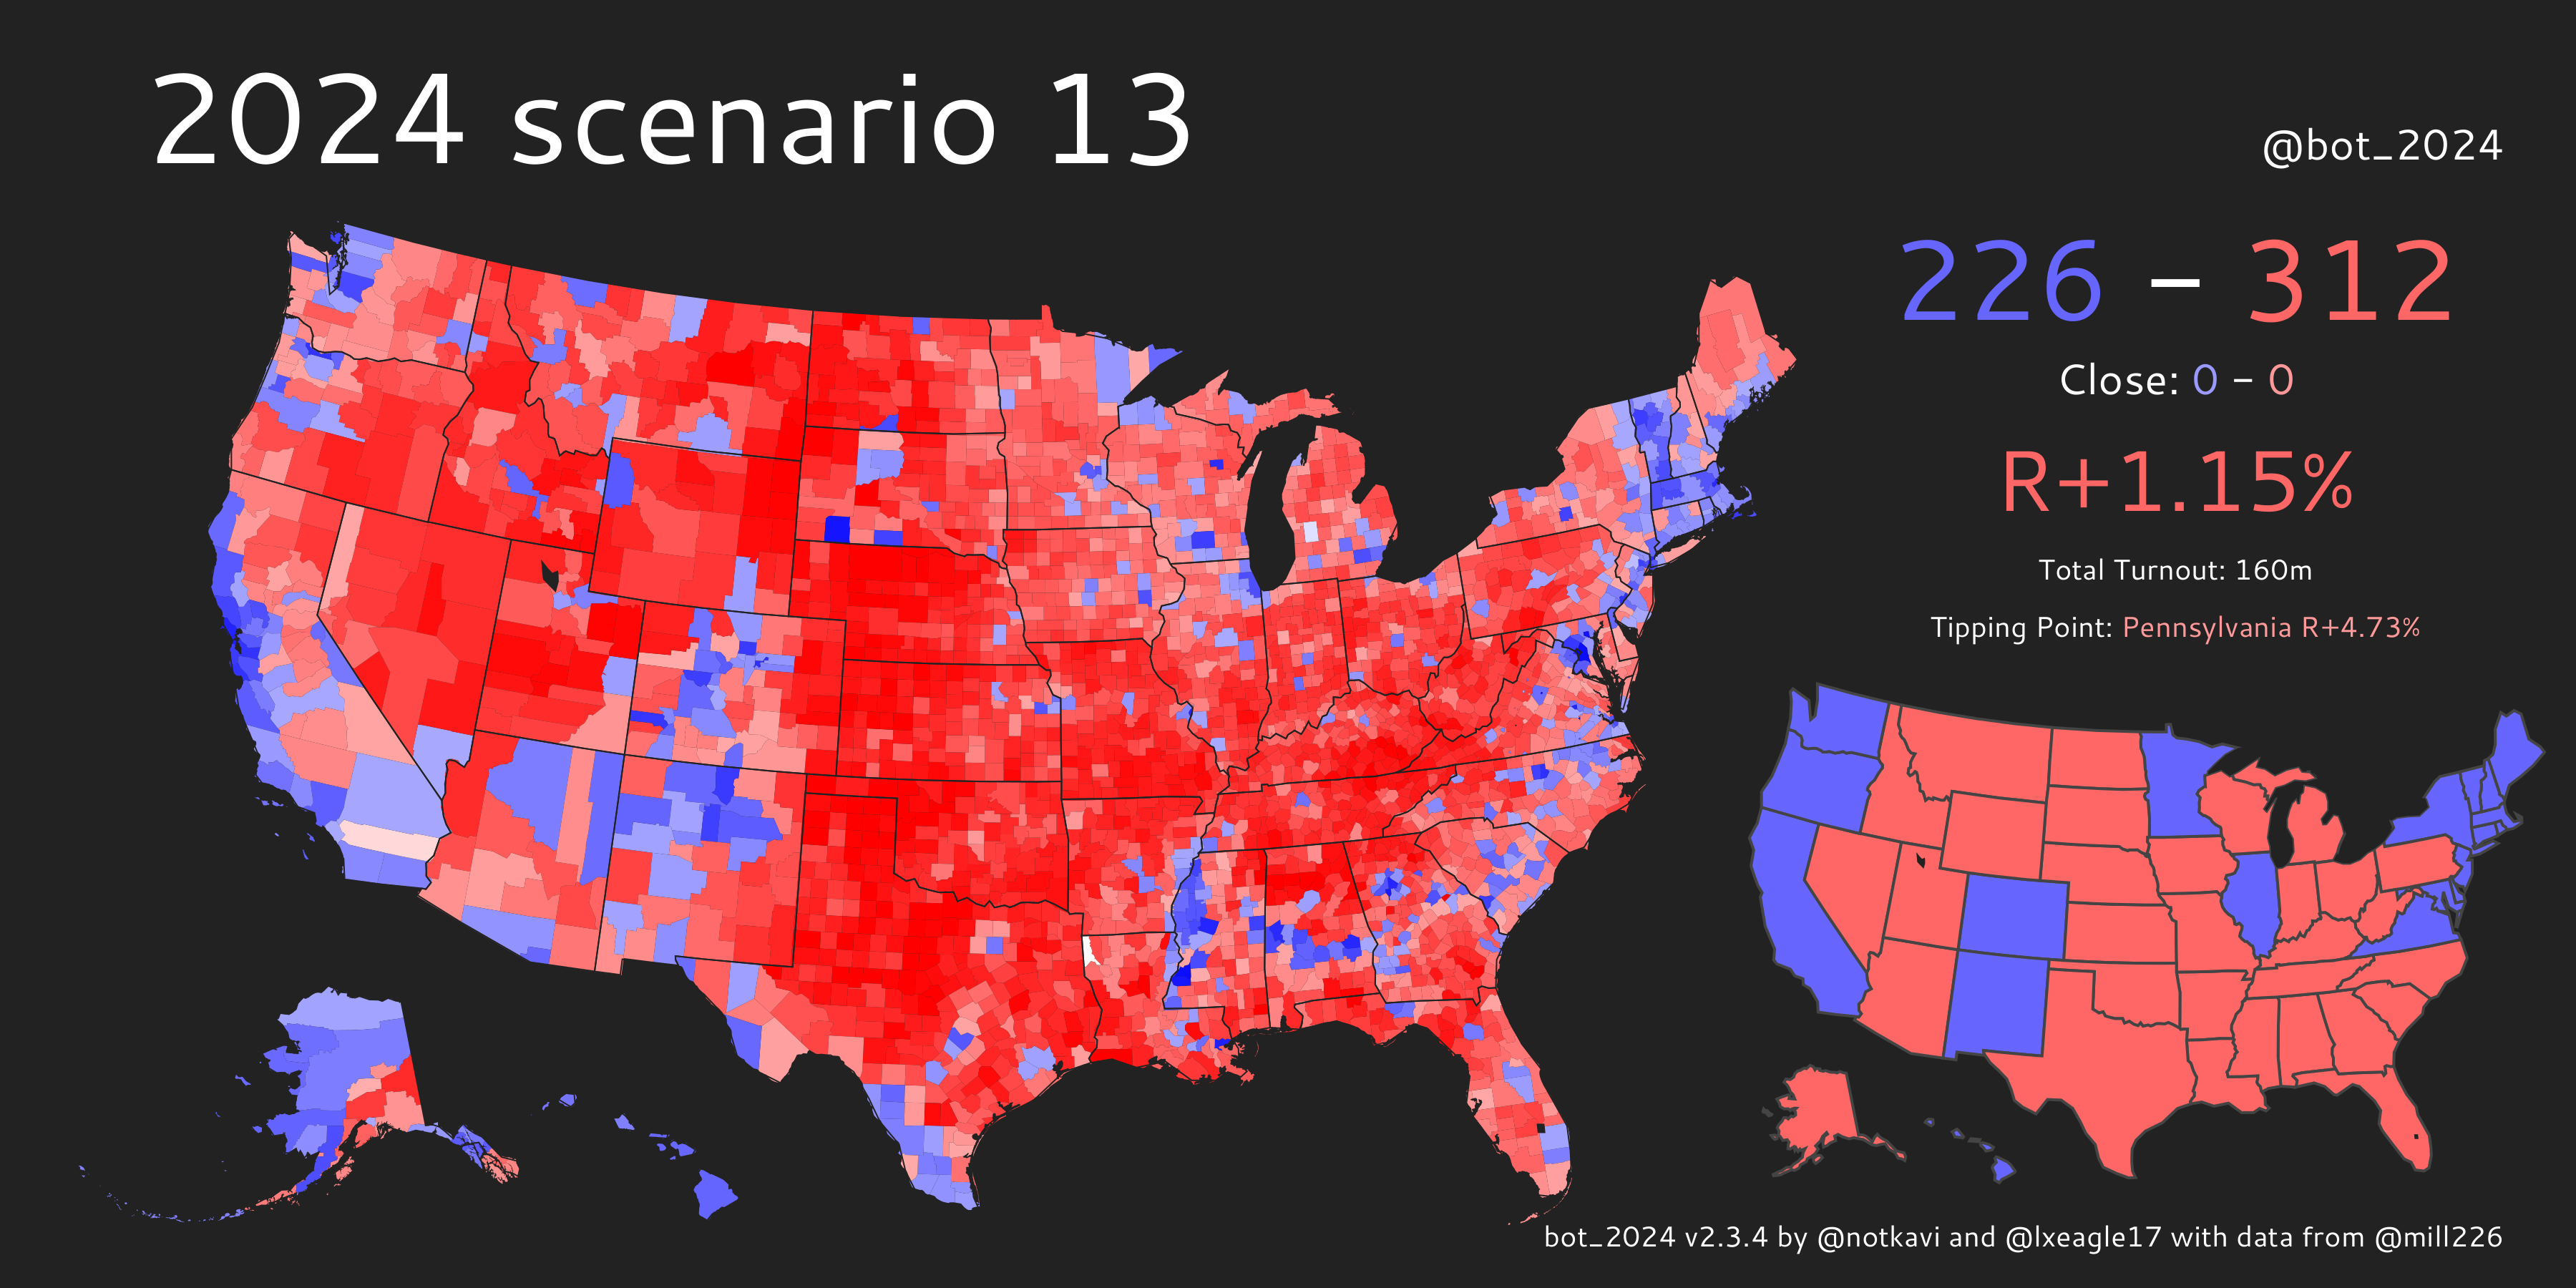 2024 scenario 13
@bot_2024
226 – 312
Close: 0 – 0
R+1.15%
Total Turnout: 160m
Tipping Point: Pennsylvania R+4.73%
bot_2024 v2.3.4 by @notkavi and @lxeagle17 with data from @mill226